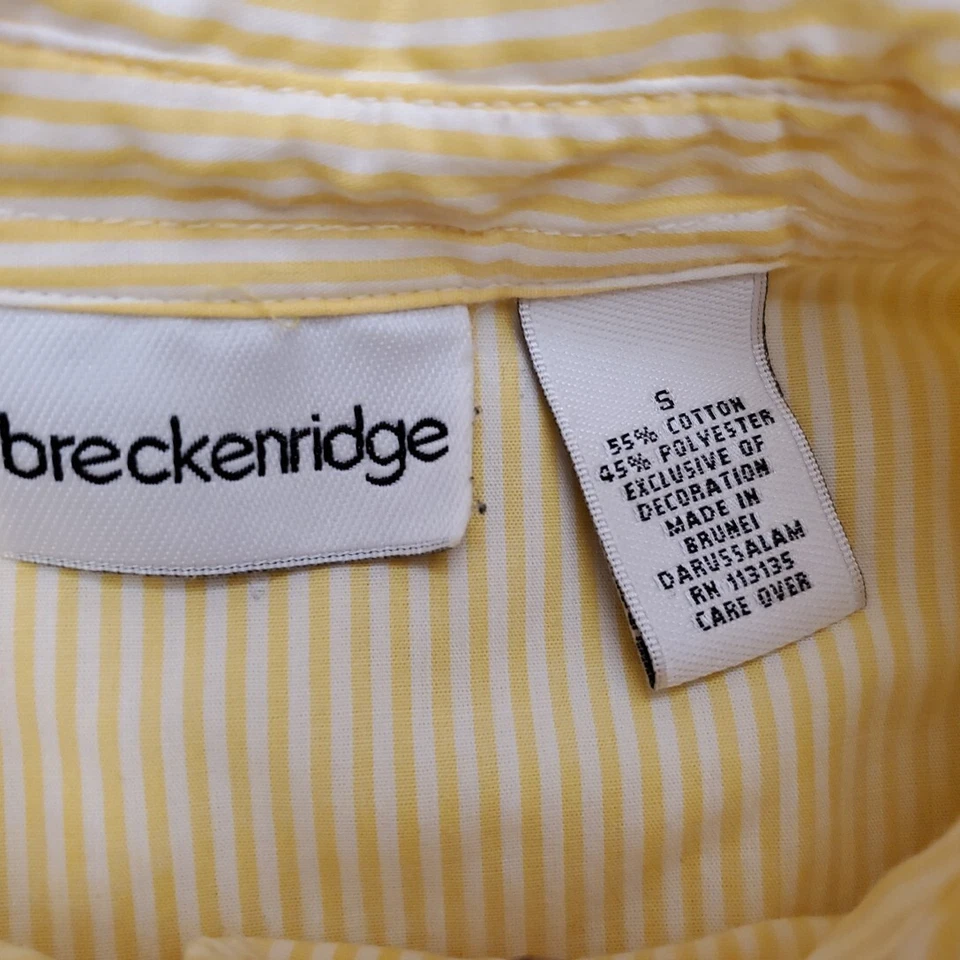 breckenridge
S
55% COTTON
45% POLYESTER
EXCLUSIVE OF
DECORATION
MADE IN
BRUNEI
DARUSSALAM
RN 113135
CARE OVER